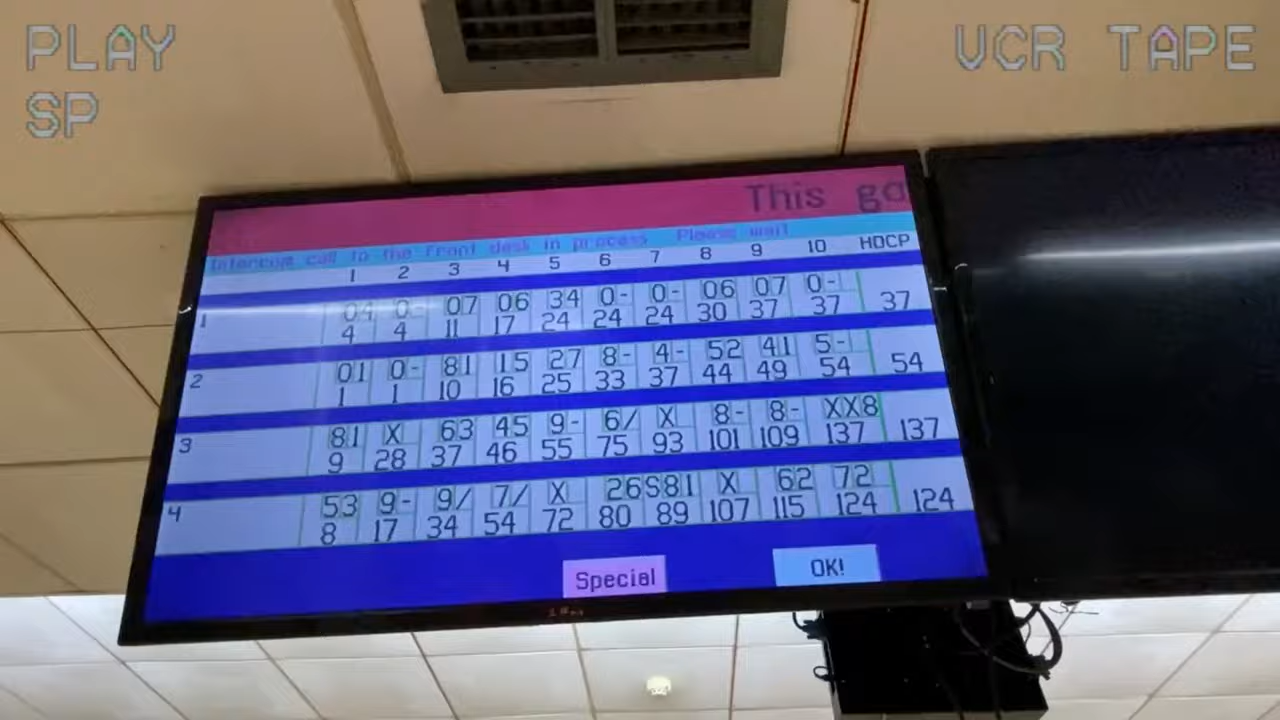 PLAY
SP
VCR TAPE
This ga
Intercom call to the front desk in process Please wait
1 2 3 4 5 6 7 8 9 10 HDCP
1 04 0- 07 06 34 0- 0- 06 07 0-
4 4 11 17 24 24 24 30 37 37 37
2 01 0- 81 15 27 8- 4- 52 41 5-
1 1 10 16 25 33 37 44 49 54 54
3 81 X 63 45 9- 6/ X 8- 8- XX8
9 28 37 46 55 75 93 101 109 137 137
4 53 9- 9/ 7/ X 26 S81 X 62 72
8 17 34 54 72 80 89 107 115 124 124
Special OK!